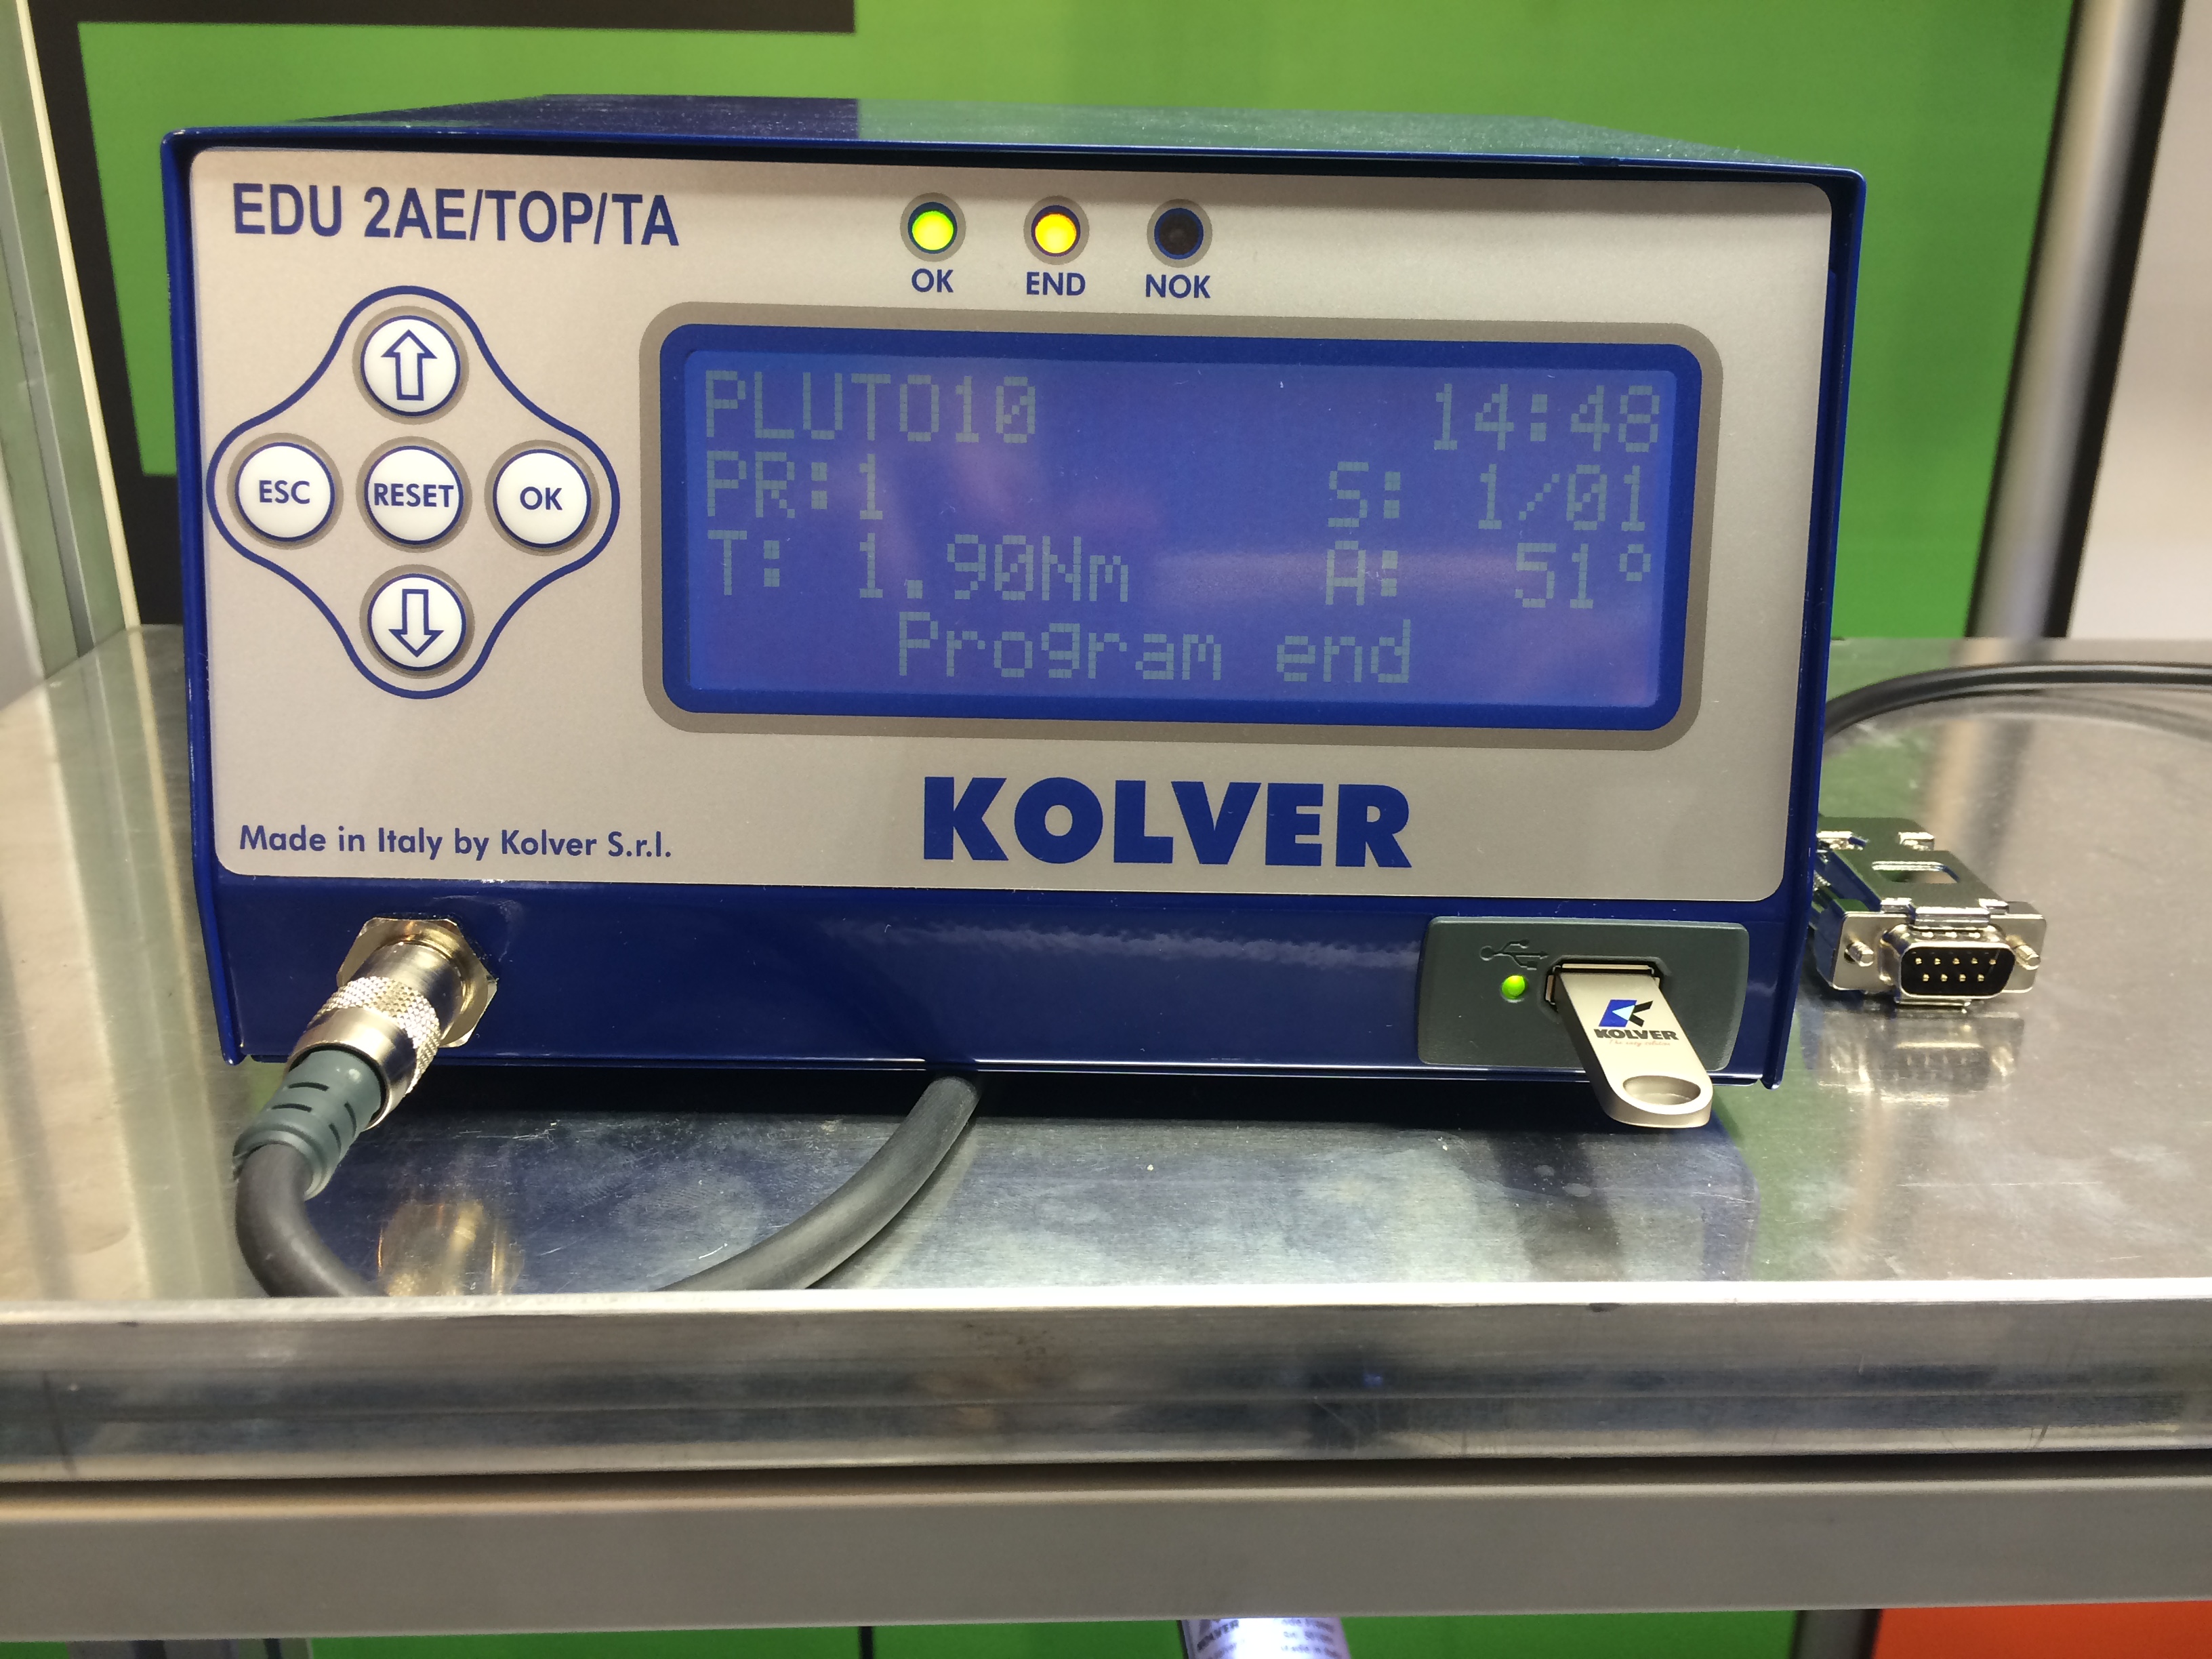 EDU 2AE/TOP/TA
OK
END
NOK
ESC
RESET
OK
PLUTO10 14:48
PR:1 S: 1/01
T: 1.90Nm A: 51°
Program end
KOLVER
Made in Italy by Kolver S.r.l.
KOLVER
KOLVER